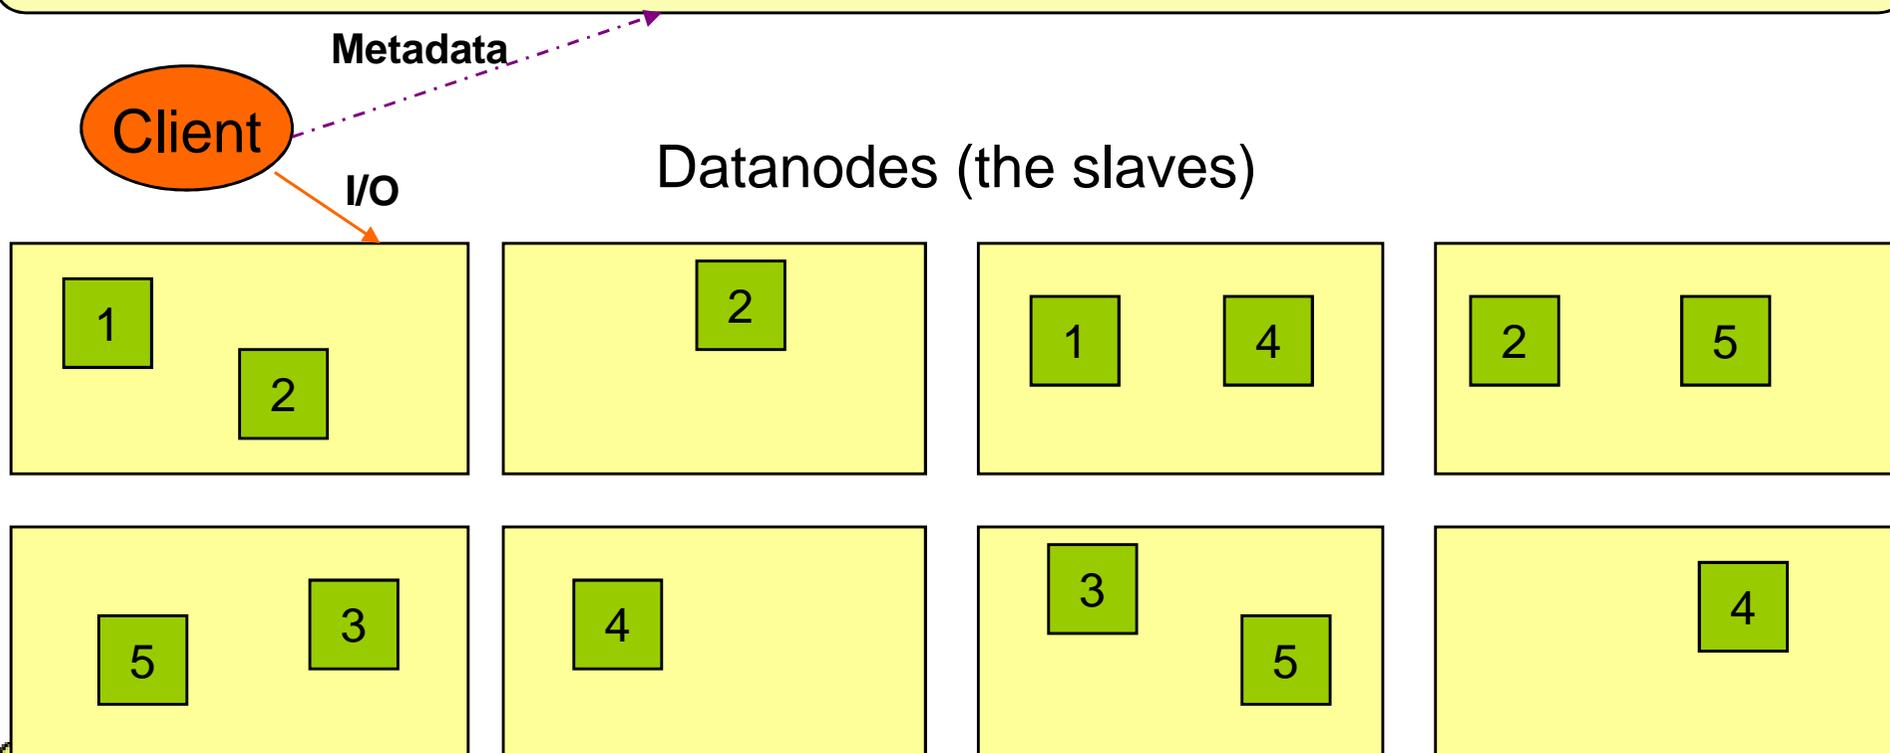 Metadata
Client
I/O
Datanodes (the slaves)
1
2
2
1 4
2 5
5 3
4
3
5
4